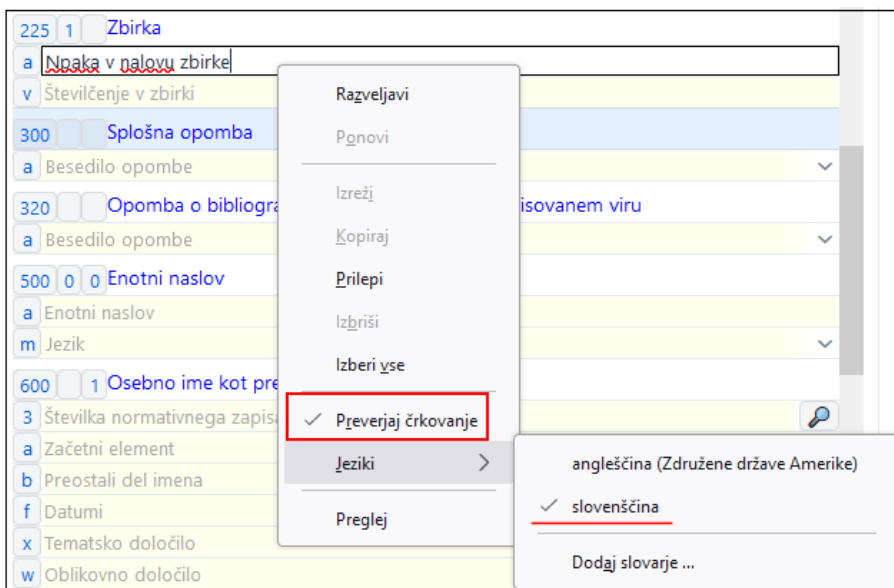 225 1 Zbirka
a Npaka v nalovu zbirke
v Številčenje v zbirki
300 Splošna opomba
a Besedilo opombe
320 Opomba o bibliogra isovanem viru
a Besedilo opombe
500 0 0 Enotni naslov
a Enotni naslov
m Jezik
600 1 Osebno ime kot pre
3 Številka normativnega zapis
a Začetni element
b Preostali del imena
f Datumi
x Tematsko določilo
w Oblikovno določilo
Razveljavi
Ponovi
Izreži
Kopiraj
Prilepi
Izbriši
Izberi vse
Preverjaj črkovanje
Jeziki
Preglej
angleščina (Združene države Amerike)
slovenščina
Dodaj slovarje ...